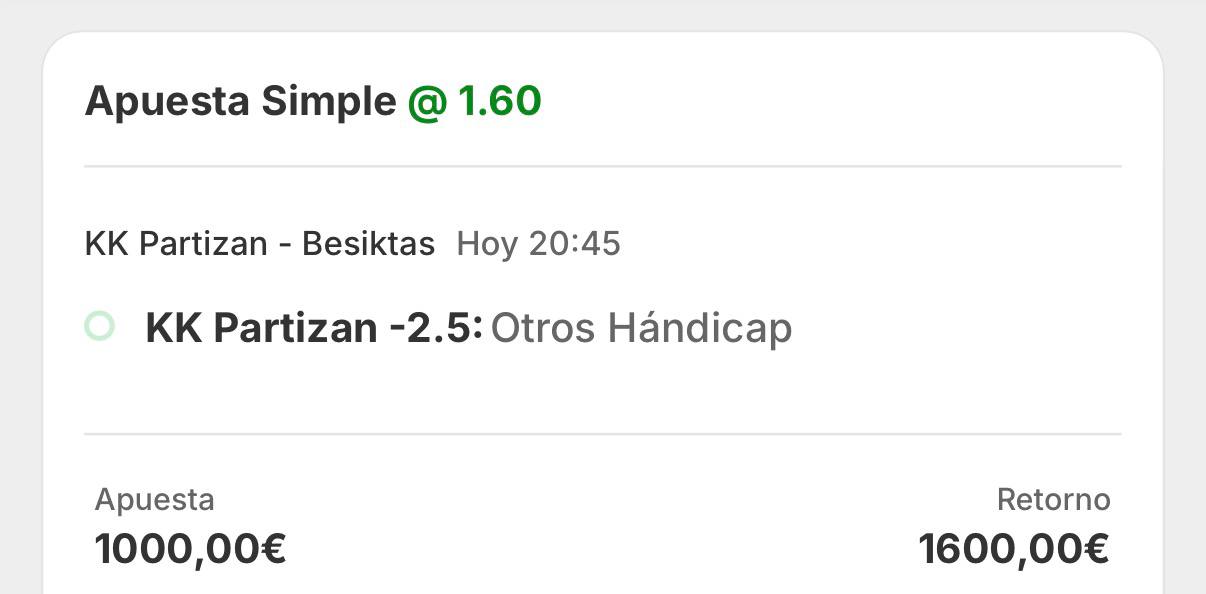 Apuesta Simple @ 1.60
KK Partizan - Besiktas Hoy 20:45
KK Partizan -2.5: Otros Hándicap
Apuesta Retorno
1000,00€ 1600,00€